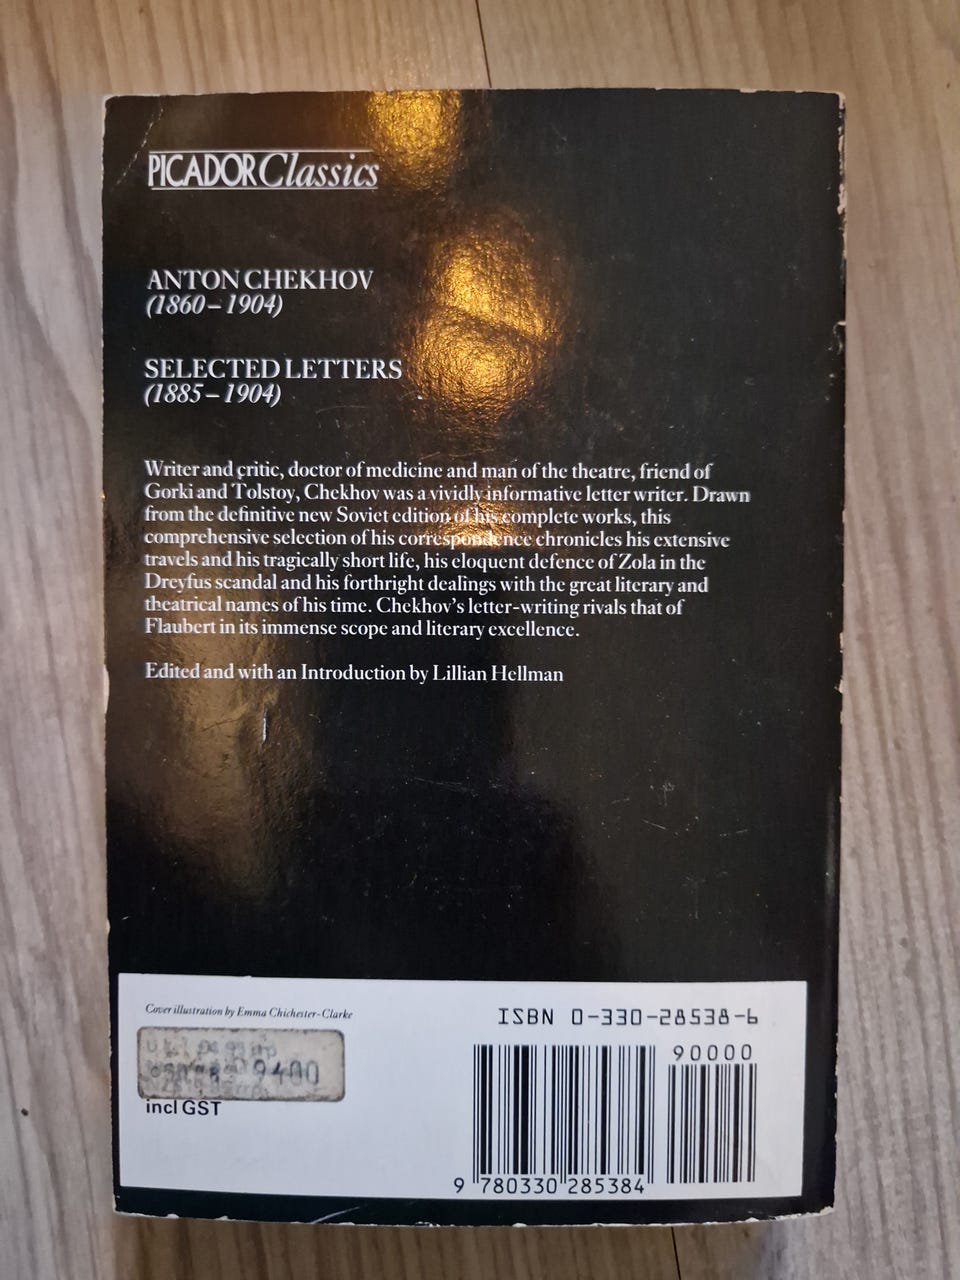 PICADOR Classics
ANTON CHEKHOV
(1860–1904)
SELECTED LETTERS
(1885–1904)
Writer and critic, doctor of medicine and man of the theatre, friend of
Gorki and Tolstoy, Chekhov was a vividly informative letter writer. Drawn
from the definitive new Soviet edition of his complete works, this
comprehensive selection of his correspondence chronicles his extensive
travels and his tragically short life, his eloquent defence of Zola in the
Dreyfus scandal and his forthright dealings with the great literary and
theatrical names of his time. Chekhov's letter-writing rivals that of
Flaubert in its immense scope and literary excellence.
Edited and with an Introduction by Lillian Hellman
Cover illustration by Emma Chichester-Clarke
ISBN 0-330-28538-6
90000
9400
incl GST
9 780330 285384